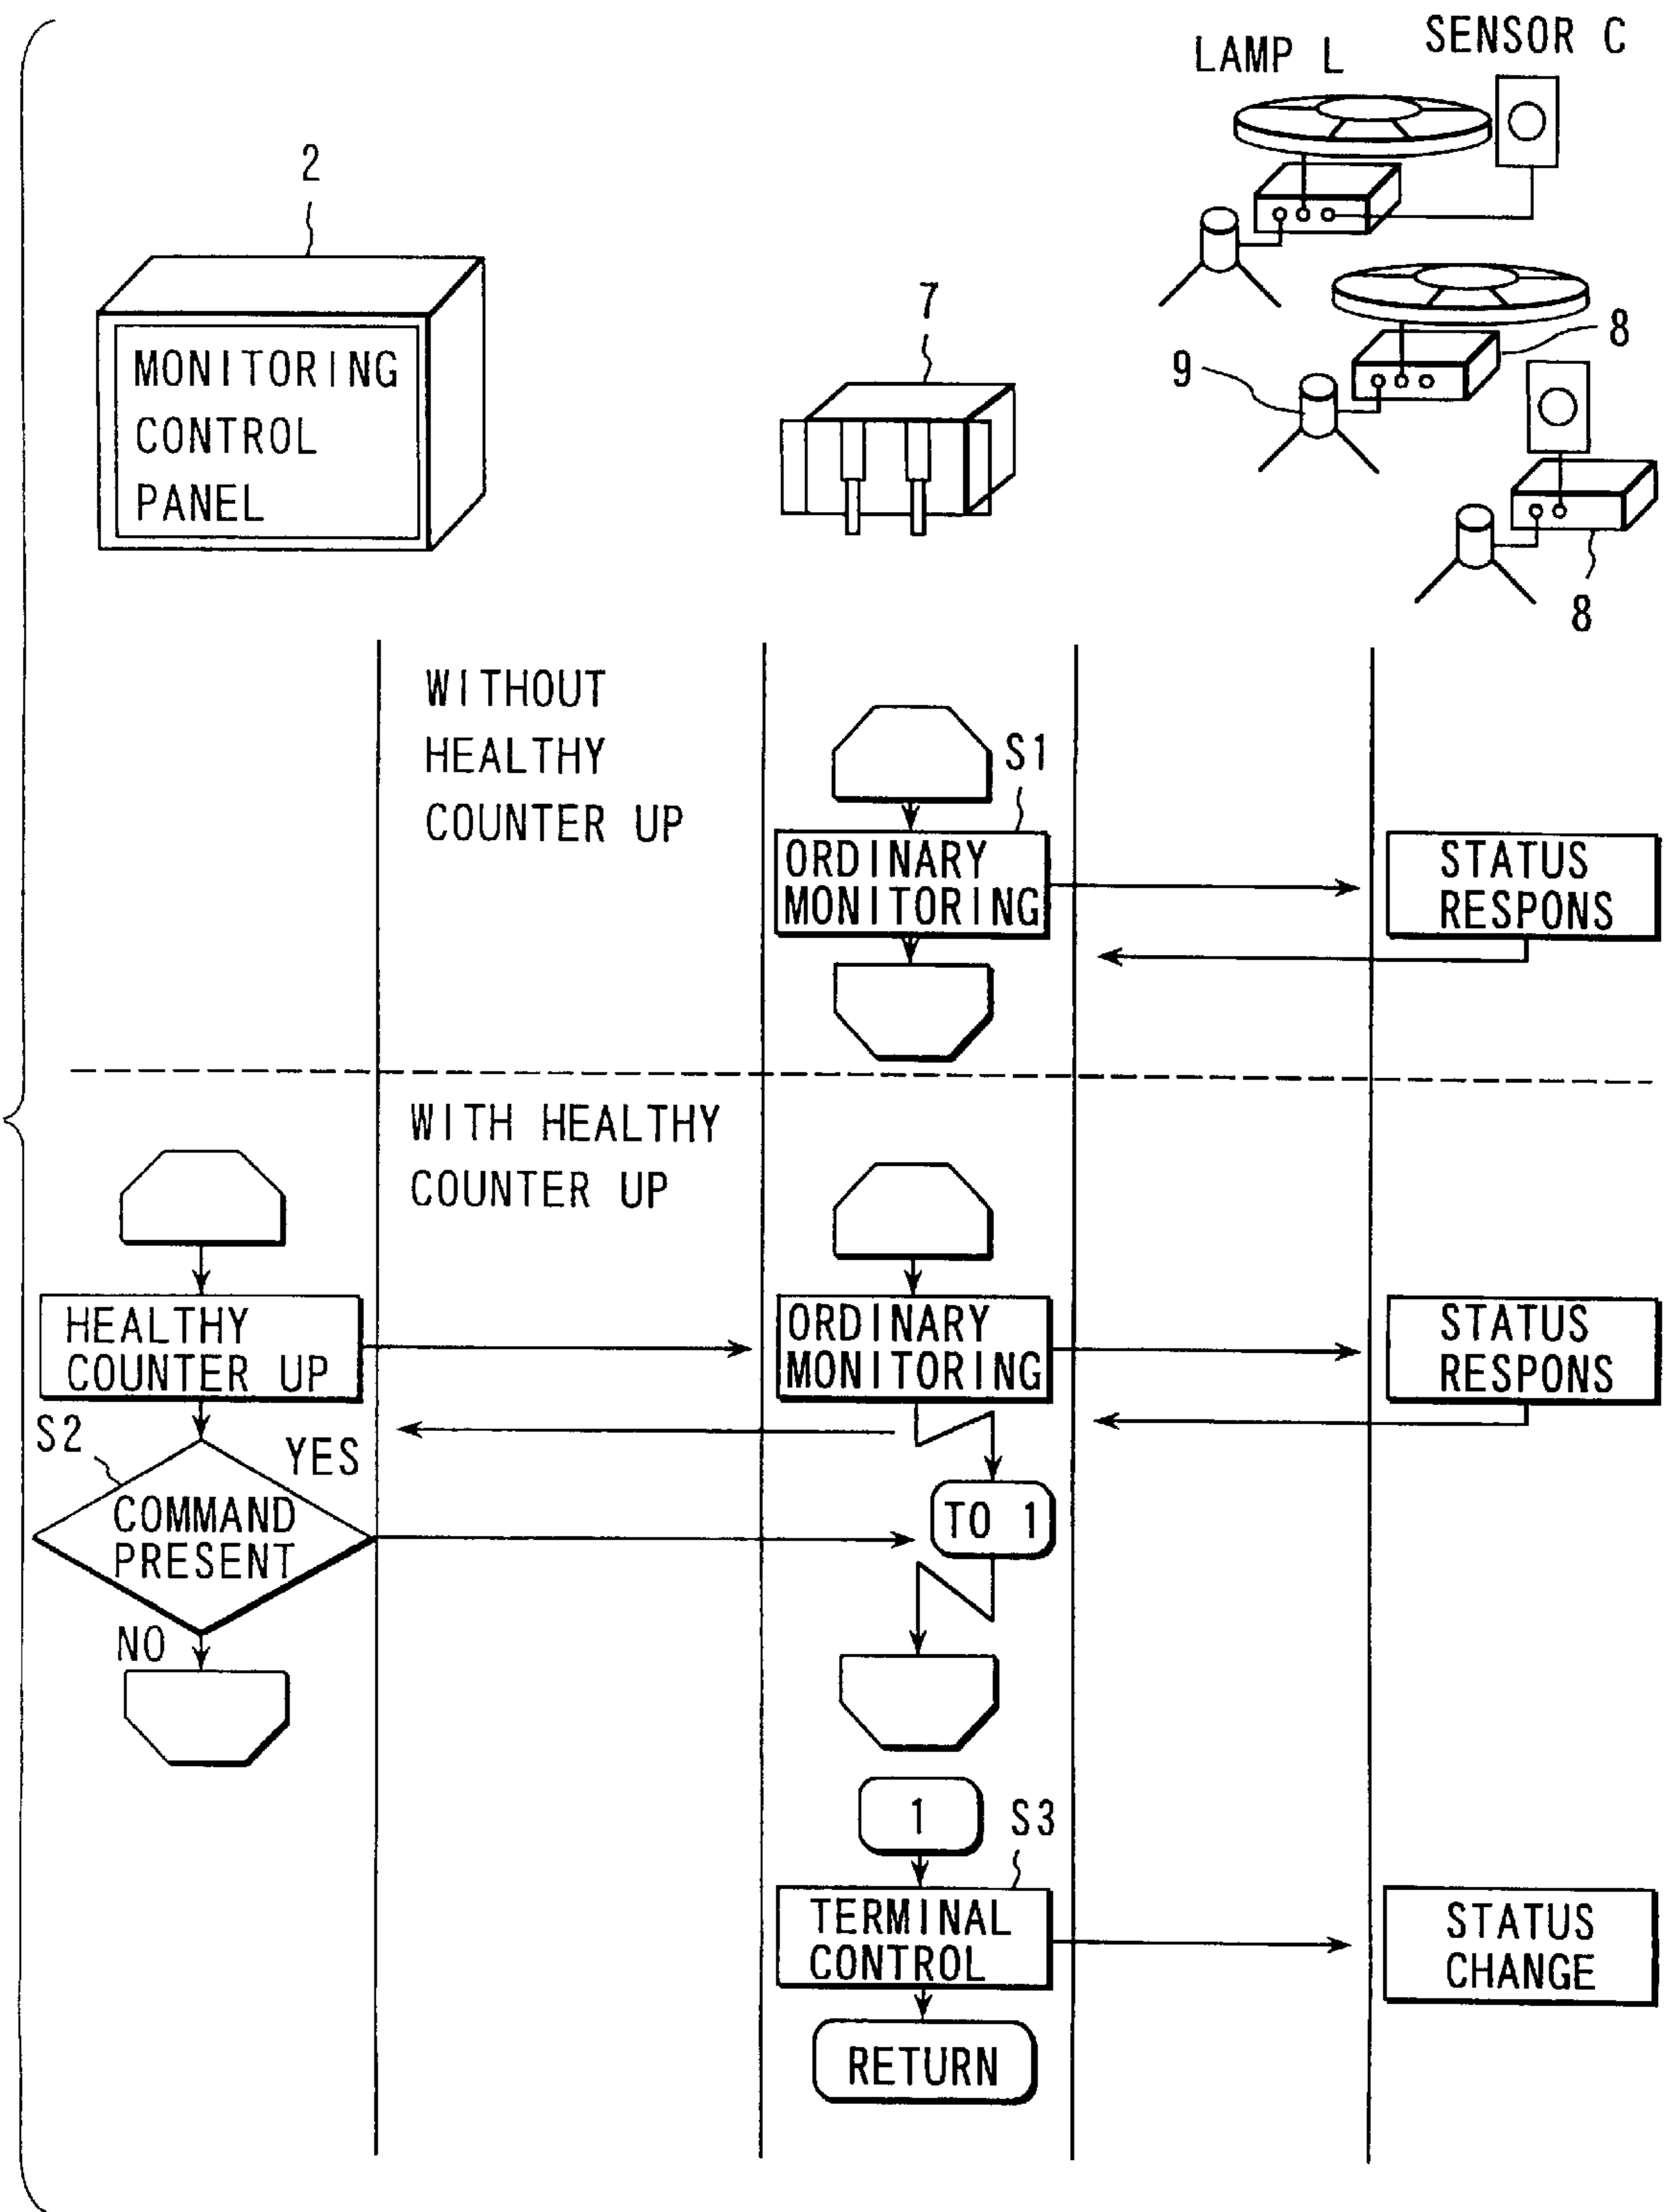 LAMP L
SENSOR C
2
MONITORING
CONTROL
PANEL
7
8
9
8
WITHOUT
HEALTHY
COUNTER UP
S1
ORDINARY
MONITORING
STATUS
RESPONS
WITH HEALTHY
COUNTER UP
HEALTHY
COUNTER UP
ORDINARY
MONITORING
STATUS
RESPONS
S2
YES
COMMAND
PRESENT
TO 1
NO
1
S3
TERMINAL
CONTROL
STATUS
CHANGE
RETURN